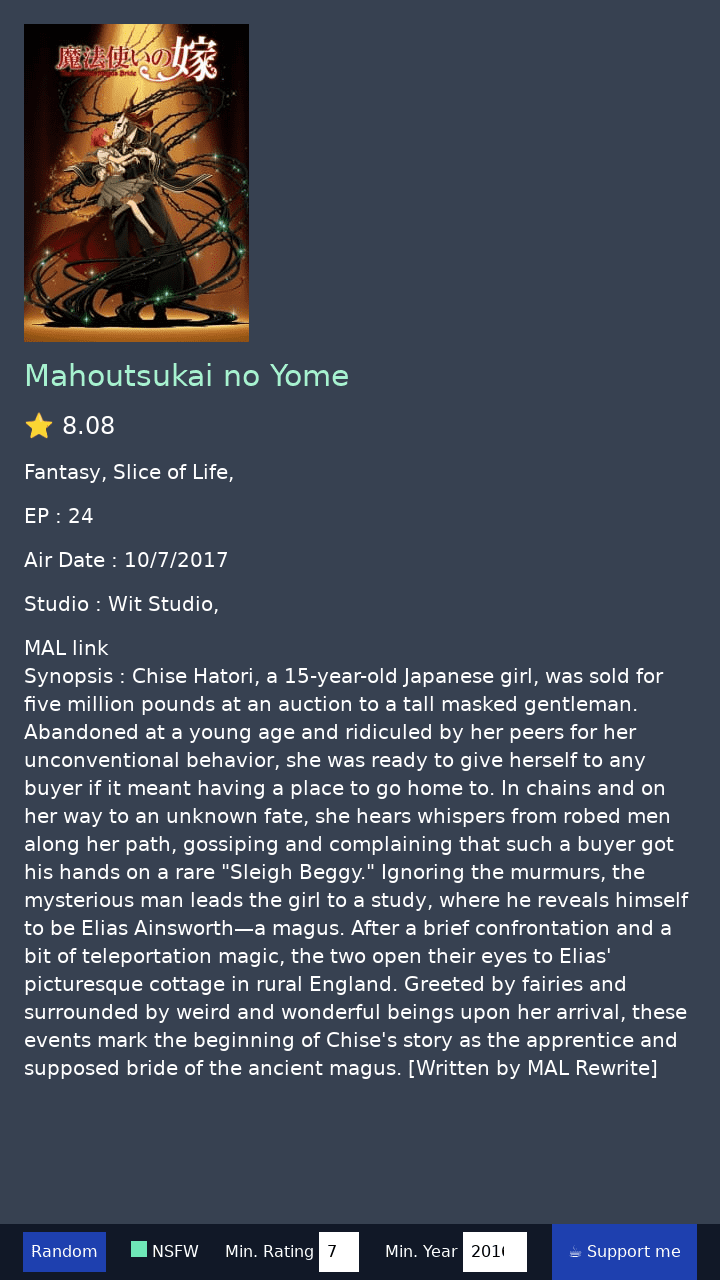 魔法使いの嫁
Mahoutsukai no Yome
8.08
Fantasy, Slice of Life,
EP : 24
Air Date : 10/7/2017
Studio : Wit Studio,
MAL link
Synopsis : Chise Hatori, a 15-year-old Japanese girl, was sold for
five million pounds at an auction to a tall masked gentleman.
Abandoned at a young age and ridiculed by her peers for her
unconventional behavior, she was ready to give herself to any
buyer if it meant having a place to go home to. In chains and on
her way to an unknown fate, she hears whispers from robed men
along her path, gossiping and complaining that such a buyer got
his hands on a rare "Sleigh Beggy." Ignoring the murmurs, the
mysterious man leads the girl to a study, where he reveals himself
to be Elias Ainsworth—a magus. After a brief confrontation and a
bit of teleportation magic, the two open their eyes to Elias'
picturesque cottage in rural England. Greeted by fairies and
surrounded by weird and wonderful beings upon her arrival, these
events mark the beginning of Chise's story as the apprentice and
supposed bride of the ancient magus. [Written by MAL Rewrite]
Random NSFW Min. Rating 7 Min. Year Support me